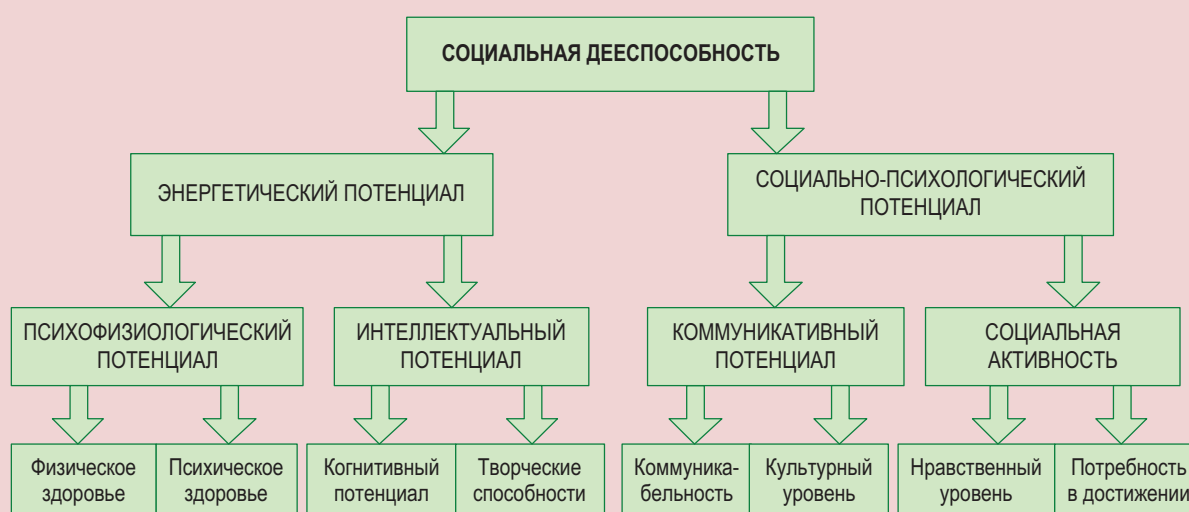 СОЦИАЛЬНАЯ ДЕЕСПОСОБНОСТЬ
ЭНЕРГЕТИЧЕСКИЙ ПОТЕНЦИАЛ
СОЦИАЛЬНО-ПСИХОЛОГИЧЕСКИЙ
ПОТЕНЦИАЛ
ПСИХОФИЗИОЛОГИЧЕСКИЙ
ПОТЕНЦИАЛ
ИНТЕЛЛЕКТУАЛЬНЫЙ
ПОТЕНЦИАЛ
КОММУНИКАТИВНЫЙ
ПОТЕНЦИАЛ
СОЦИАЛЬНАЯ
АКТИВНОСТЬ
Физическое
здоровье
Психическое
здоровье
Когнитивный
потенциал
Творческие
способности
Коммуника-
бельность
Культурный
уровень
Нравственный
уровень
Потребность
в достижении